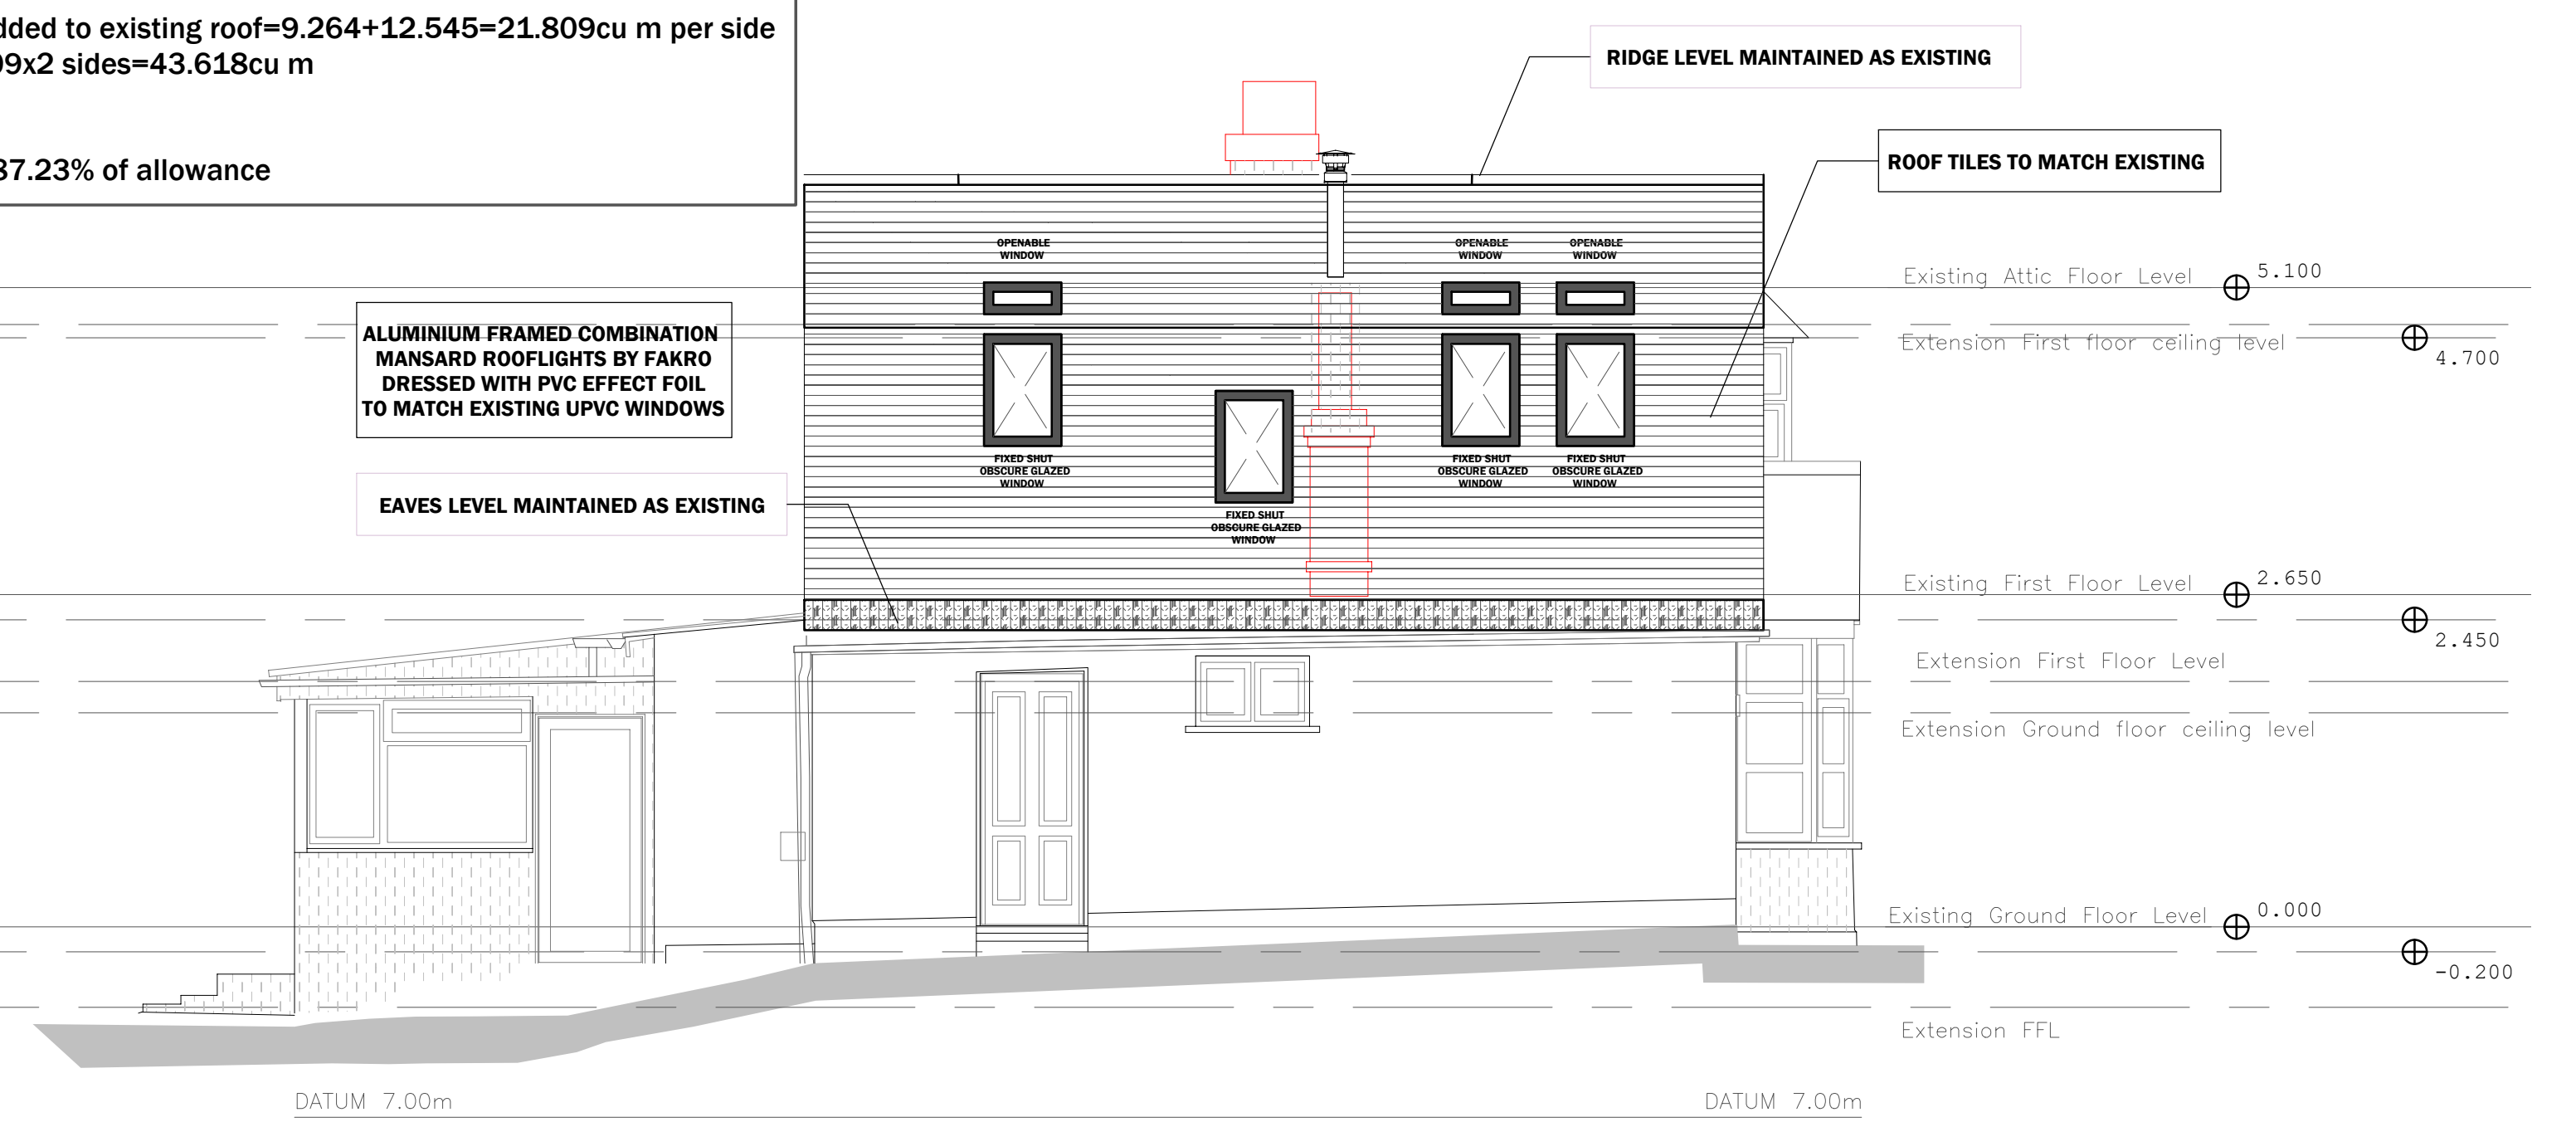 dded to existing roof=9.264+12.545=21.809cu m per side
09x2 sides=43.618cu m
87.23% of allowance
RIDGE LEVEL MAINTAINED AS EXISTING
ROOF TILES TO MATCH EXISTING
OPENABLE
WINDOW
OPENABLE
WINDOW
OPENABLE
WINDOW
Existing Attic Floor Level
5.100
ALUMINIUM FRAMED COMBINATION
MANSARD ROOFLIGHTS BY FAKRO
DRESSED WITH PVC EFFECT FOIL
TO MATCH EXISTING UPVC WINDOWS
Extension First floor ceiling level
4.700
FIXED SHUT
OBSCURE GLAZED
WINDOW
FIXED SHUT
OBSCURE GLAZED
WINDOW
FIXED SHUT
OBSCURE GLAZED
WINDOW
FIXED SHUT
OBSCURE GLAZED
WINDOW
EAVES LEVEL MAINTAINED AS EXISTING
Existing First Floor Level
2.650
2.450
Extension First Floor Level
Extension Ground floor ceiling level
Existing Ground Floor Level
0.000
-0.200
Extension FFL
DATUM 7.00m
DATUM 7.00m